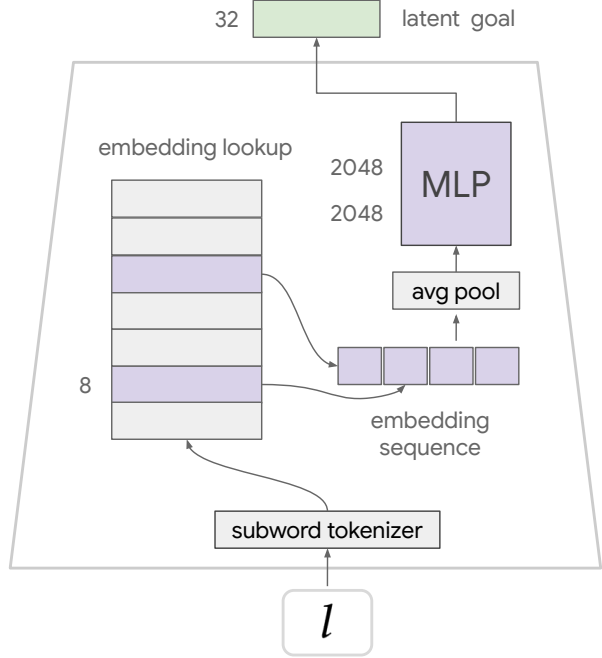 32
latent goal
embedding lookup
2048
2048
MLP
avg pool
8
embedding
sequence
subword tokenizer
l